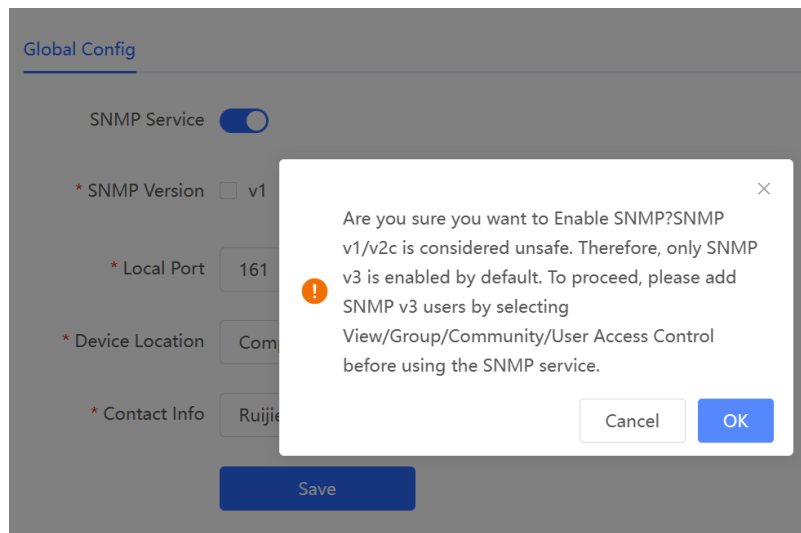 Global Config
SNMP Service
* SNMP Version v1
Are you sure you want to Enable SNMP?SNMP
v1/v2c is considered unsafe. Therefore, only SNMP
v3 is enabled by default. To proceed, please add
SNMP v3 users by selecting
View/Group/Community/User Access Control
before using the SNMP service.
Cancel OK
* Local Port 161
* Device Location
* Contact Info Ruijie
Save